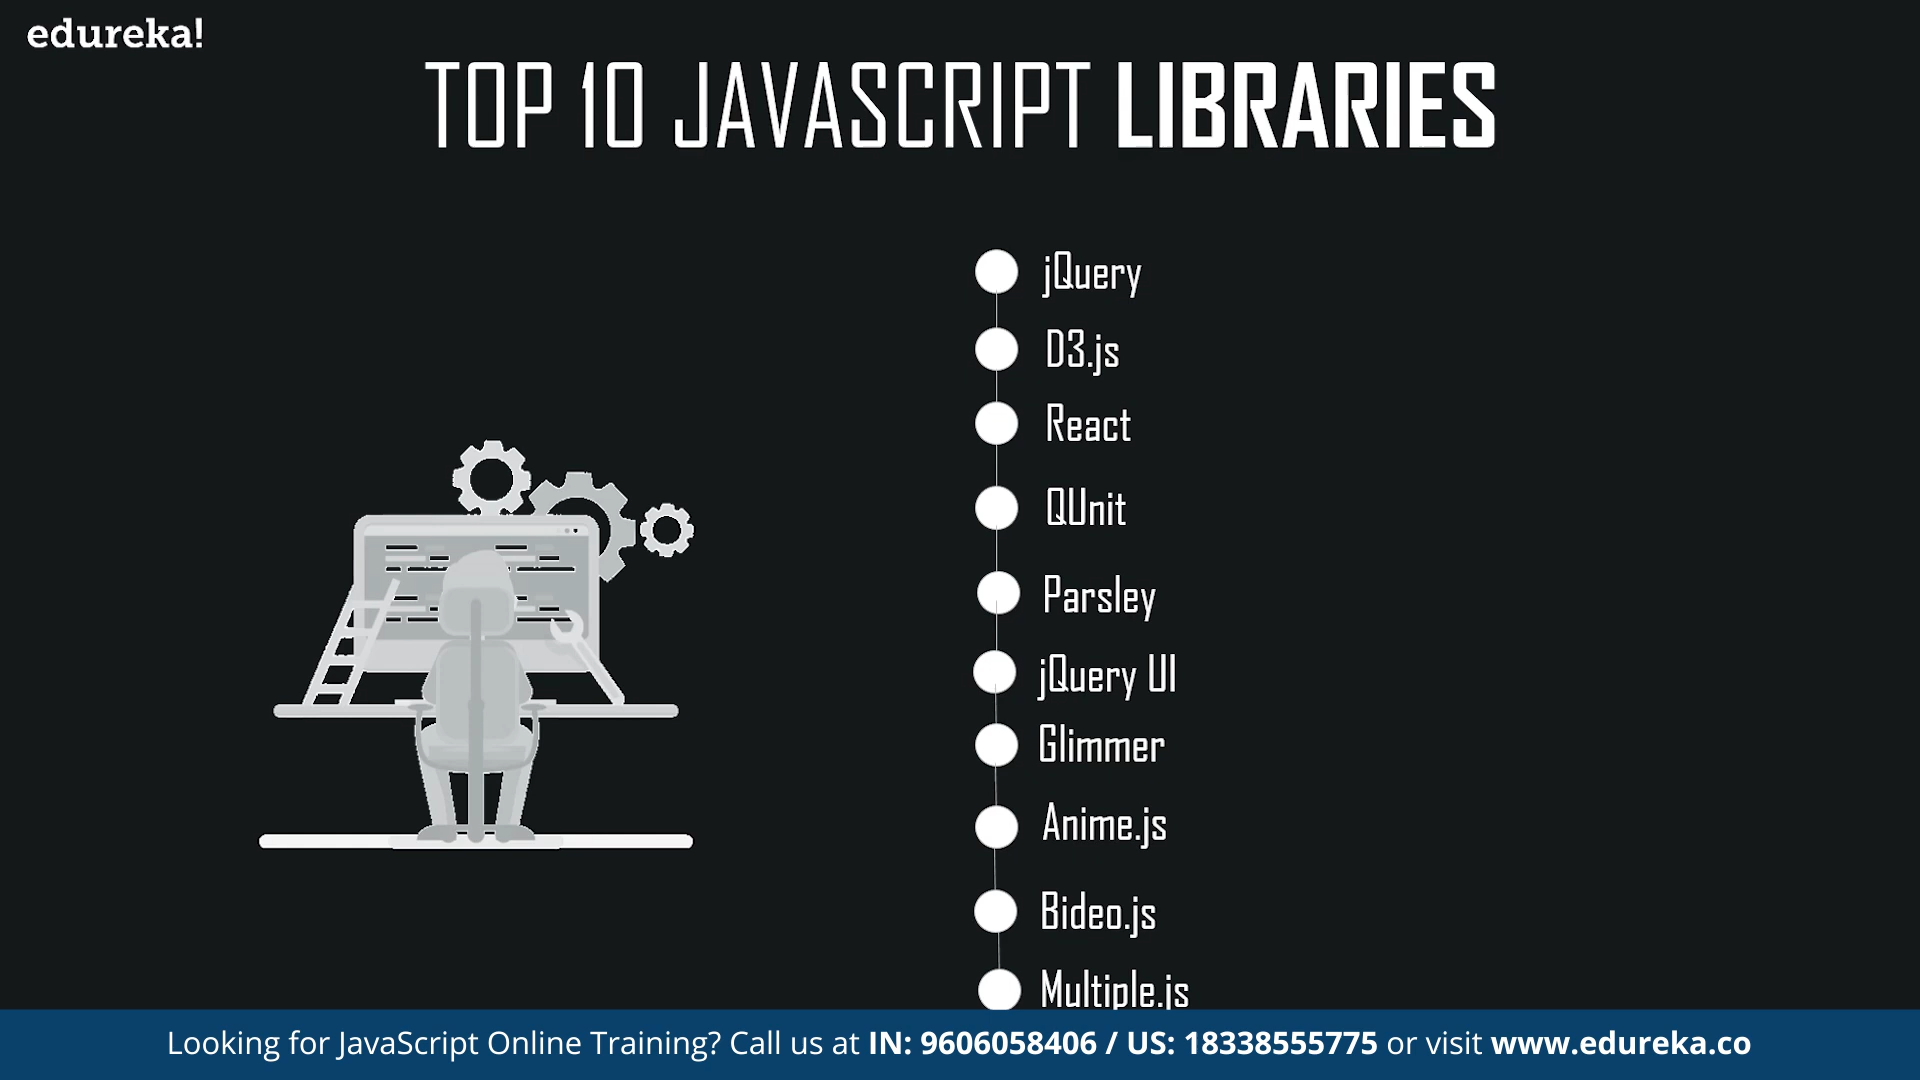 edureka!
TOP 10 JAVASCRIPT LIBRARIES
jQuery
D3.js
React
QUnit
Parsley
jQuery UI
Glimmer
Anime.js
Bideo.js
Multiple.js
Looking for JavaScript Online Training? Call us at IN: 9606058406 / US: 18338555775 or visit www.edureka.co